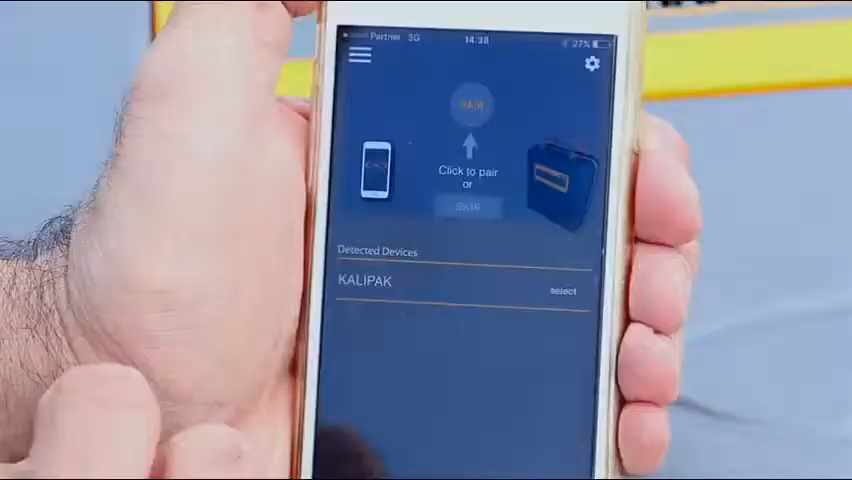 Partner 3G 14:38 27%
PAIR
Click to pair
or
SKIP
Detected Devices
KALIPAK select